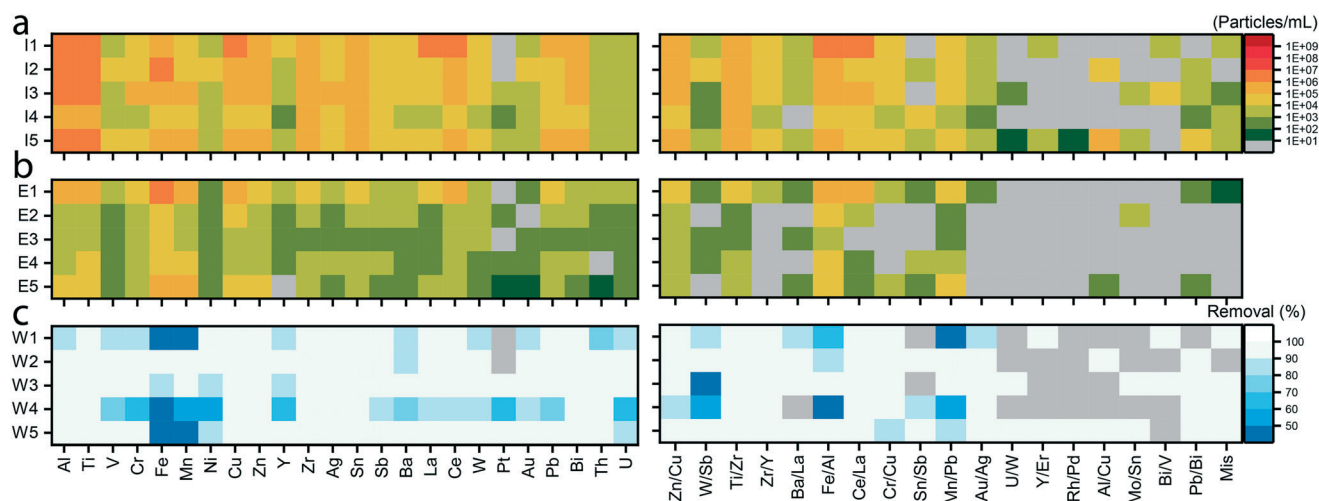 a
(Particles/mL)
I1
I2
I3
I4
I5
1E+09
1E+08
1E+07
1E+06
1E+05
1E+04
1E+03
1E+02
1E+01
b
E1
E2
E3
E4
E5
c
Removal (%)
W1
W2
W3
W4
W5
100
90
80
70
60
50
Al Ti V Cr Fe Mn Ni Cu Zn Y Zr Ag Sn Sb Ba La Ce W Pt Au Pb Bi Th U
Zn/Cu W/Sb Ti/Zr Zr/Y Ba/La Fe/Al Ce/La Cr/Cu Sn/Sb Mn/Pb Au/Ag U/W Y/Er Rh/Pd Al/Cu Mo/Sn Bi/V Pb/Bi Mis